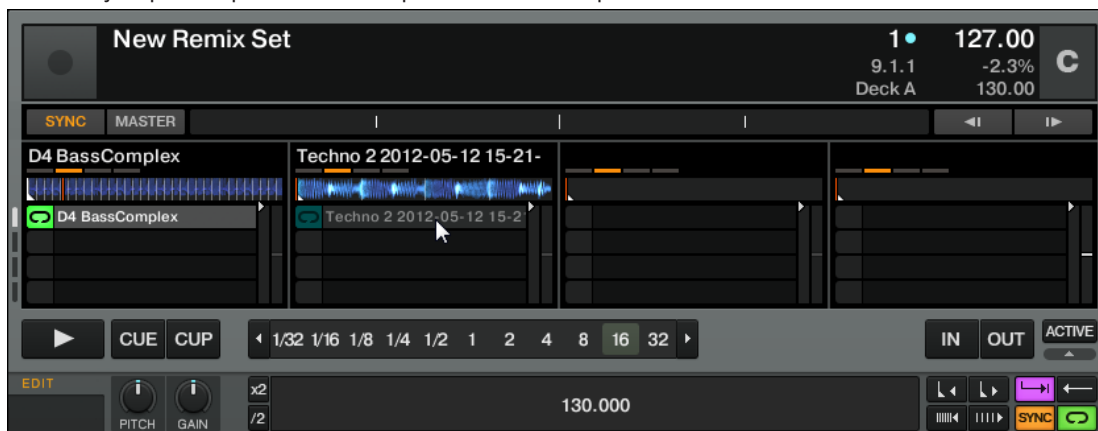 New Remix Set
1
127.00
9.1.1
-2.3%
Deck A
130.00
C
SYNC
MASTER
D4 BassComplex
Techno 2 2012-05-12 15-21-
D4 BassComplex
Techno 2 2012-05-12 15-2
CUE
CUP
1/32 1/16 1/8 1/4 1/2 1 2 4 8 16 32
IN
OUT
ACTIVE
EDIT
PITCH
GAIN
x2
/2
130.000
SYNC